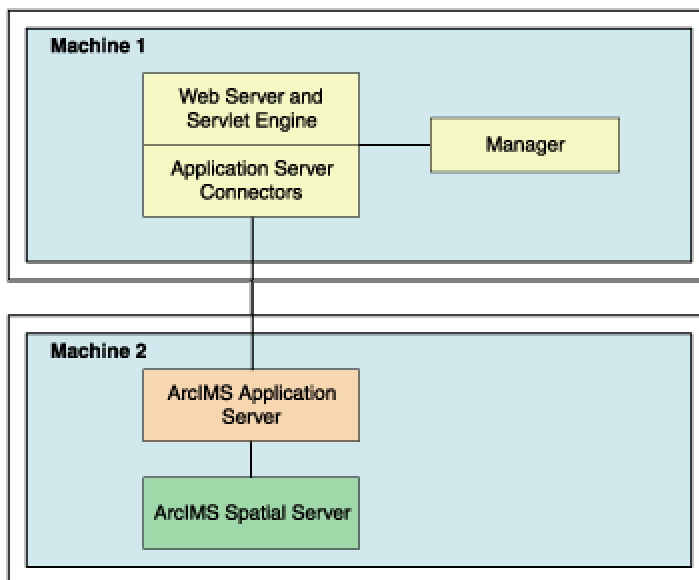 Machine 1
Web Server and
Servlet Engine
Manager
Application Server
Connectors
Machine 2
ArcIMS Application
Server
ArcIMS Spatial Server